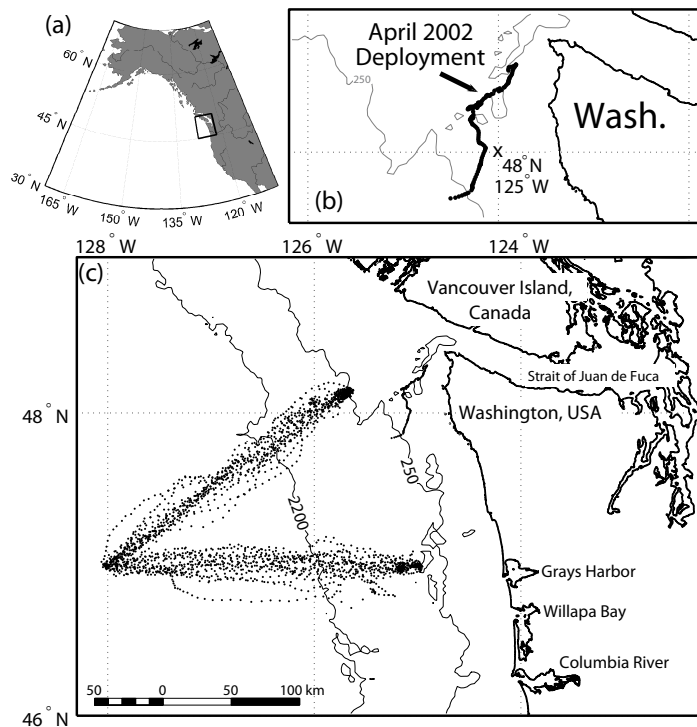 (a)
60°N
45°N
30°N
165°W
150°W
135°W
120°W
April 2002
Deployment
250
Wash.
x
48°N
125°W
(b)
128°W
126°W
124°W
(c)
Vancouver Island,
Canada
Strait of Juan de Fuca
48°N
Washington, USA
250
2200
Grays Harbor
Willapa Bay
Columbia River
50 0 50 100 km
46°N